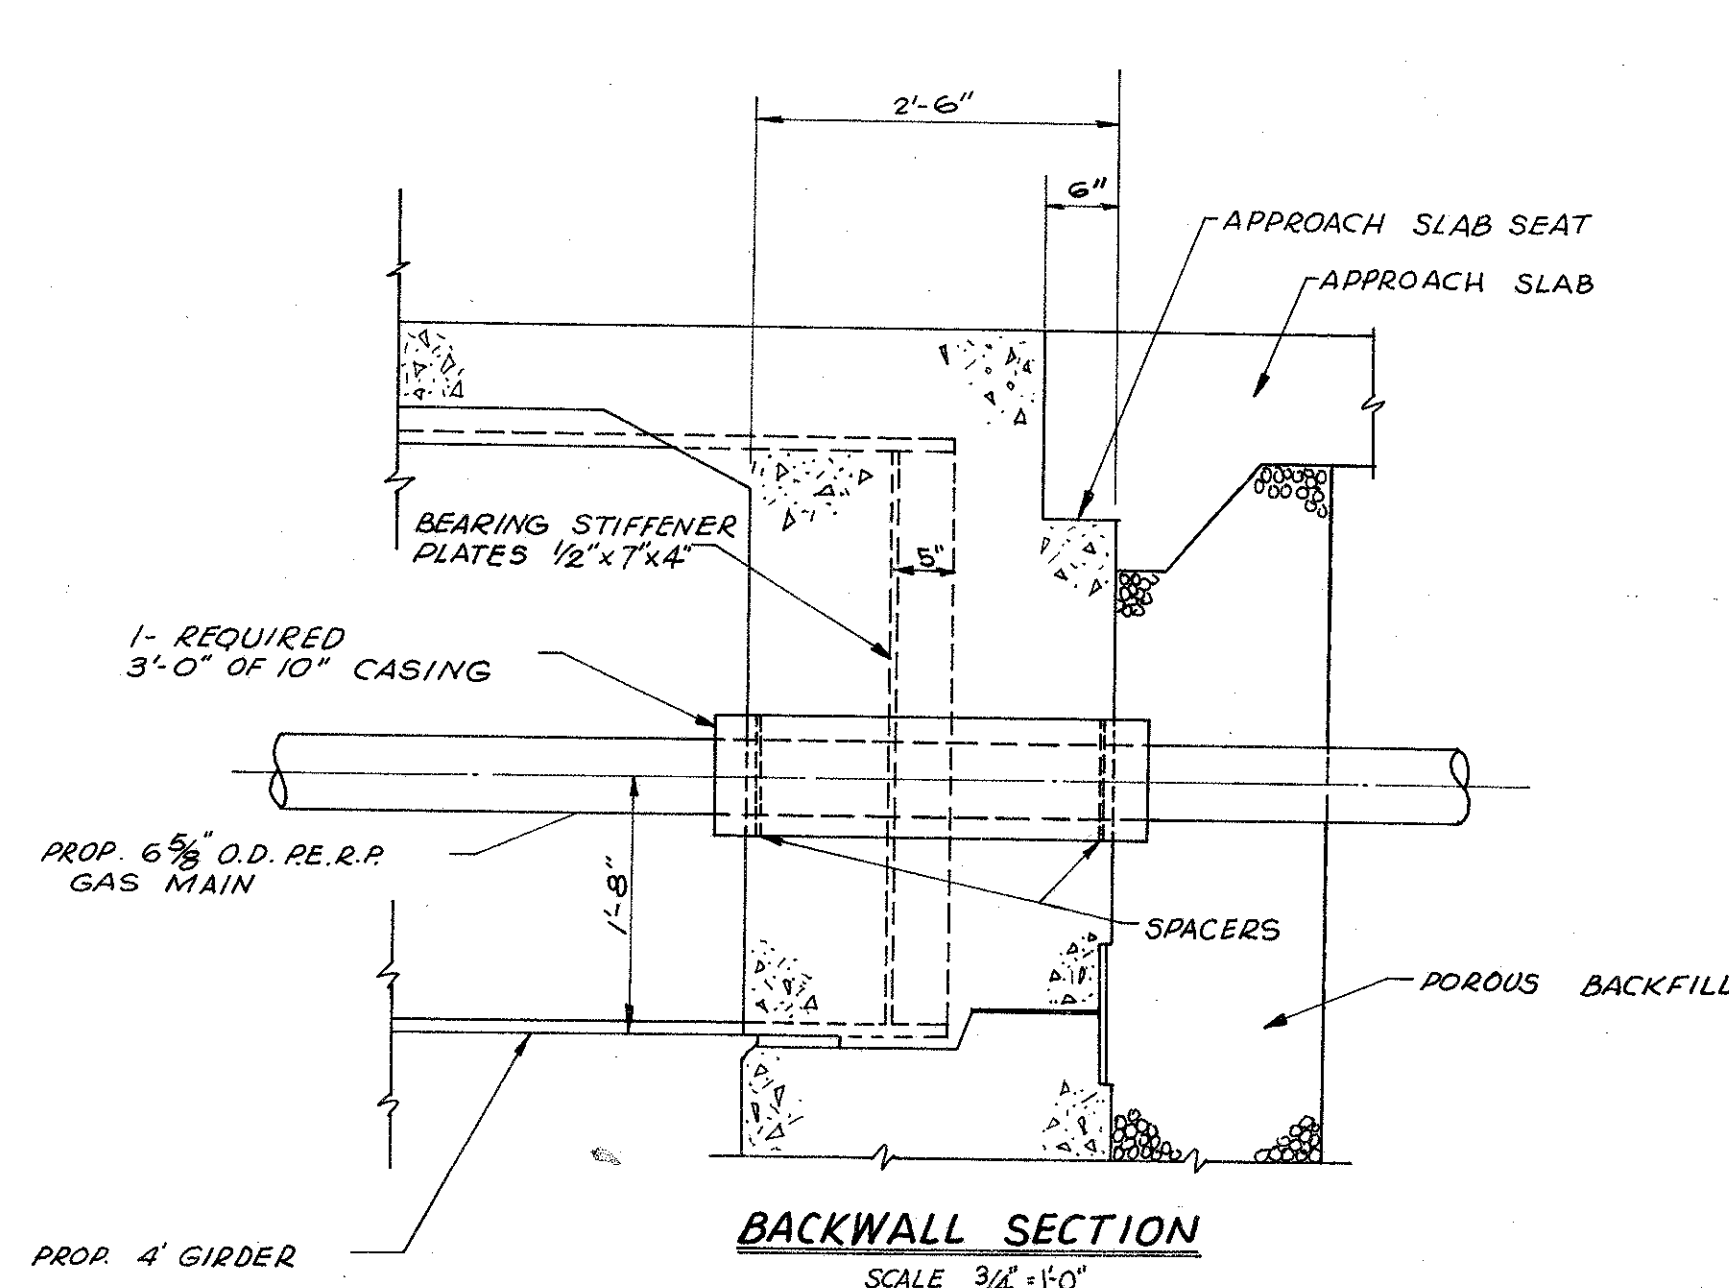 2'-6"
6"
APPROACH SLAB SEAT
APPROACH SLAB
BEARING STIFFENER
PLATES 1/2"x7"x4"
5"
1- REQUIRED
3'-0" OF 10" CASING
PROP. 6 5/8" O.D. P.E.R.P.
GAS MAIN
1'-8"
SPACERS
POROUS BACKFILL
PROP. 4' GIRDER
BACKWALL SECTION
SCALE 3/4"=1'-0"